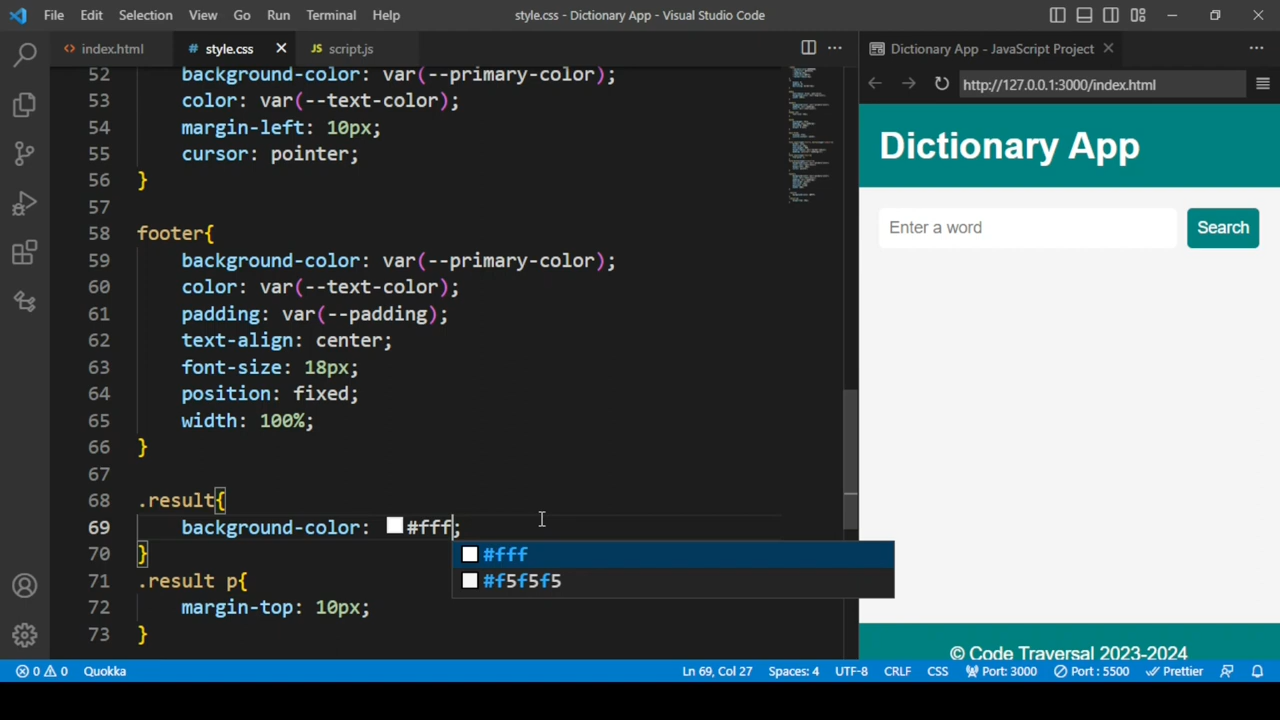 File Edit Selection View Go Run Terminal Help
style.css - Dictionary App - Visual Studio Code
<> index.html
# style.css
JS script.js
52 background-color: var(--primary-color);
53 color: var(--text-color);
54 margin-left: 10px;
55 cursor: pointer;
56 }
57
58 footer{
59 background-color: var(--primary-color);
60 color: var(--text-color);
61 padding: var(--padding);
62 text-align: center;
63 font-size: 18px;
64 position: fixed;
65 width: 100%;
66 }
67
68 .result{
69 background-color: #fff;
70 }
#fff
#f5f5f5
71 .result p{
72 margin-top: 10px;
73 }
Dictionary App - JavaScript Project
http://127.0.0.1:3000/index.html
Dictionary App
Enter a word
Search
© Code Traversal 2023-2024
0 0 Quokka
Ln 69, Col 27 Spaces: 4 UTF-8 CRLF CSS Port: 3000 Port : 5500 Prettier